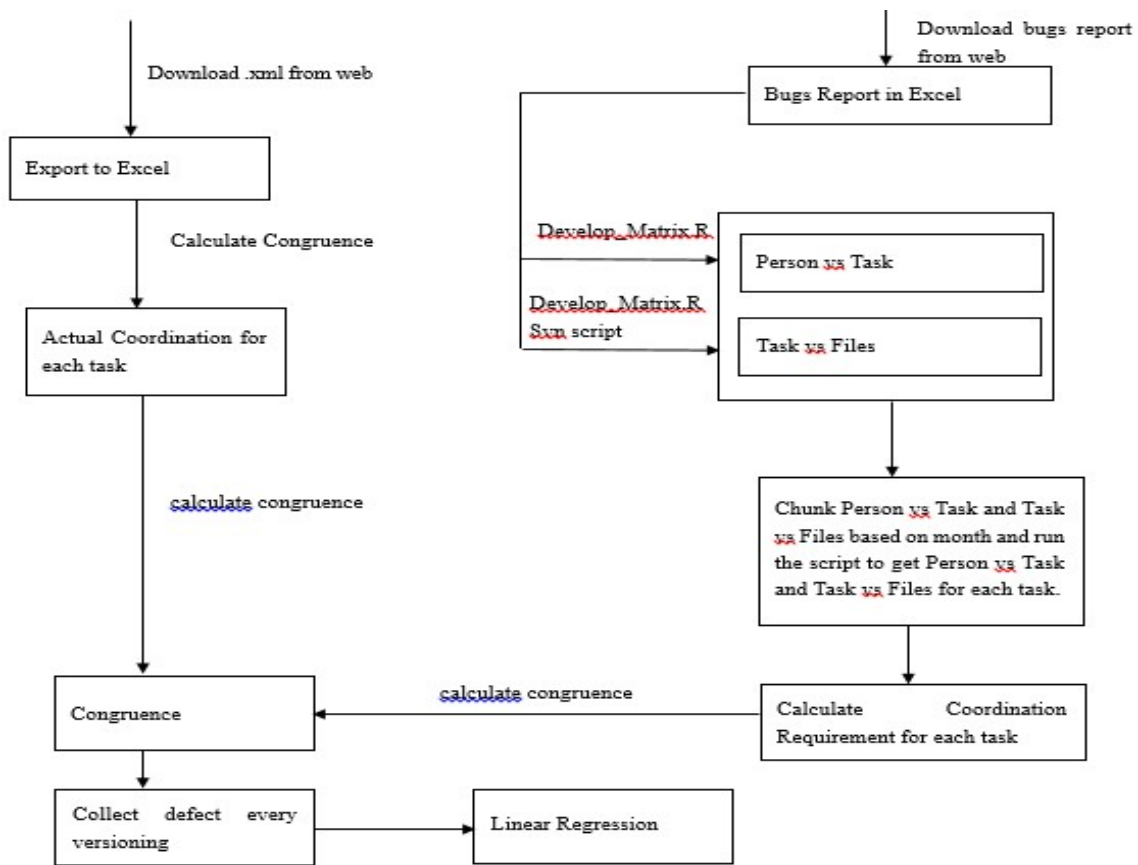 Download .xml from web
Export to Excel
Calculate Congruence
Actual Coordination for
each task
calculate congruence
Download bugs report
from web
Bugs Report in Excel
Develop_Matrix.R
Develop_Matrix.R
Svn script
Person vs Task
Task vs Files
Chunk Person vs Task and Task
vs Files based on month and run
the script to get Person vs Task
and Task vs Files for each task.
Calculate Coordination
Requirement for each task
calculate congruence
Congruence
Collect defect every
versioning
Linear Regression